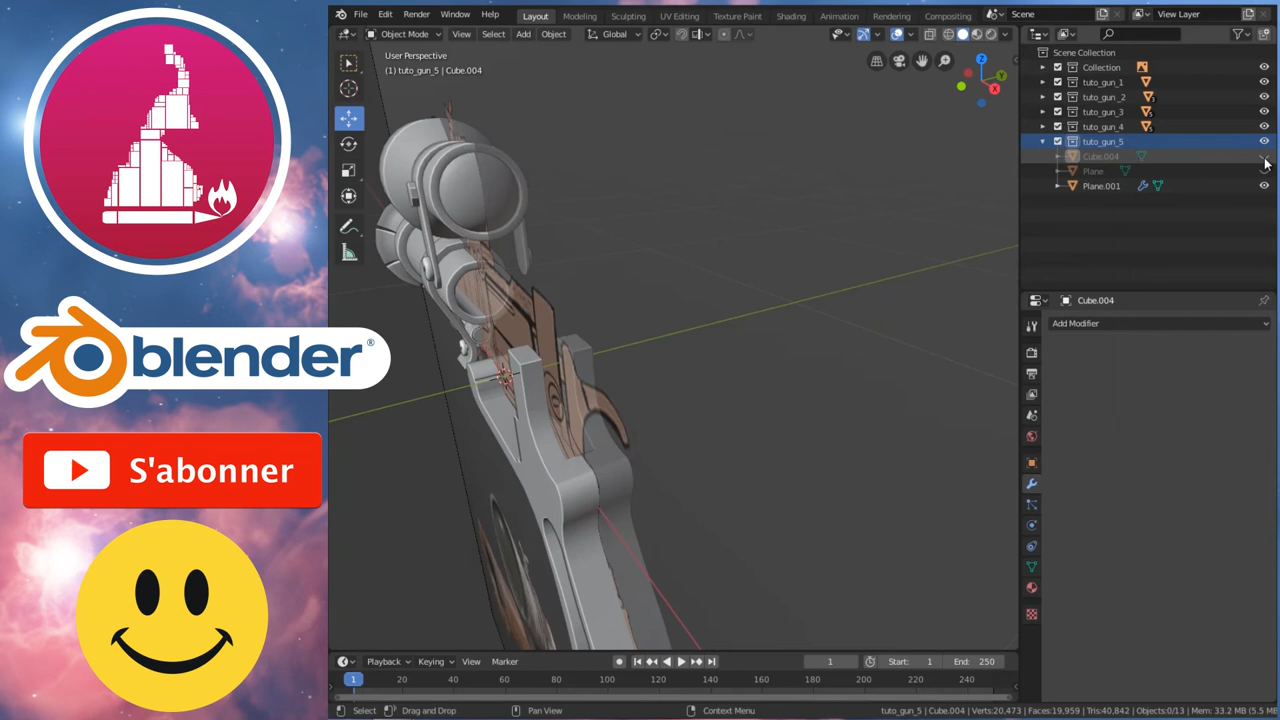 File Edit Render Window Help Layout Modeling Sculpting UV Editing Texture Paint Shading Animation Rendering Compositing Scene View Layer
Object Mode View Select Add Object Global
User Perspective
(1) tuto_gun_5 | Cube.004
Scene Collection
Collection
tuto_gun_1
tuto_gun_2
tuto_gun_3
tuto_gun_4
tuto_gun_5
Cube.004
Plane
Plane.001
blender®
S'abonner
Cube.004
Add Modifier
Playback Keying View Marker 1 Start: 1 End: 250
1 20 40 60 80 100 120 140 160 180 200 220 240
Select Drag and Drop Pan View Context Menu tuto_gun_5 | Cube.004 | Verts:20,473 | Faces:19,959 | Tris:40,842 | Objects:0/13 | Mem: 33.2 MB (5.5 M